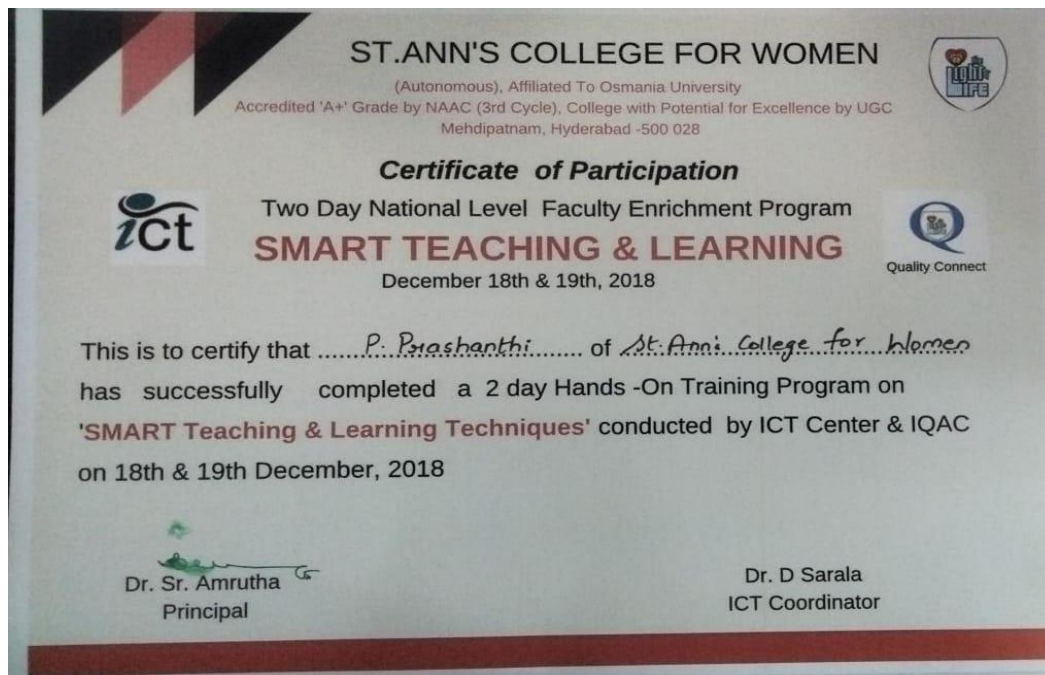 ST.ANN'S COLLEGE FOR WOMEN
(Autonomous), Affiliated To Osmania University
Accredited 'A+' Grade by NAAC (3rd Cycle), College with Potential for Excellence by UGC
Mehdipatnam, Hyderabad -500 028
Light
LIFE
Certificate of Participation
ict
Two Day National Level Faculty Enrichment Program
SMART TEACHING & LEARNING
December 18th & 19th, 2018
Quality Connect
This is to certify that ...... P. Prashanthi ...... of St. Ann's College for Women
has successfully completed a 2 day Hands -On Training Program on
'SMART Teaching & Learning Techniques' conducted by ICT Center & IQAC
on 18th & 19th December, 2018
Dr. Sr. Amrutha
Principal
Dr. D Sarala
ICT Coordinator